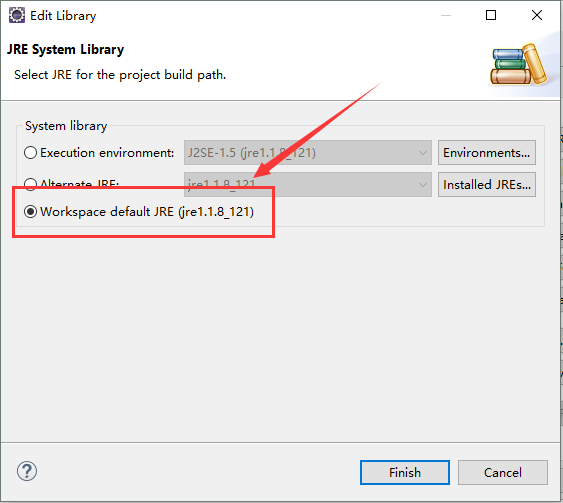 Edit Library
JRE System Library
Select JRE for the project build path.
System library
Execution environment: J2SE-1.5 (jre1.1.8_121) Environments...
Alternate JRE: jre1.1.8_121 Installed JREs...
Workspace default JRE (jre1.1.8_121)
? Finish Cancel